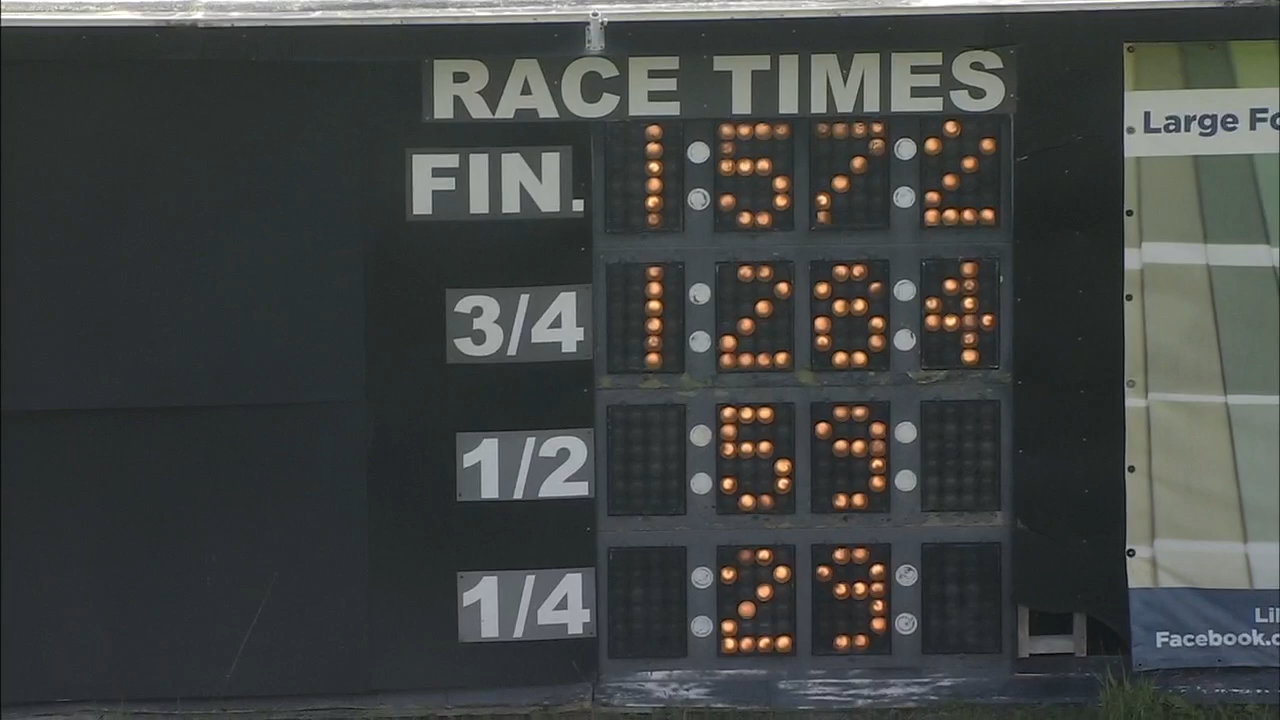 RACE TIMES
FIN. 1:57:2
3/4 1:28:4
1/2 :59:
1/4 :29:
Large Fo
Li
Facebook.c